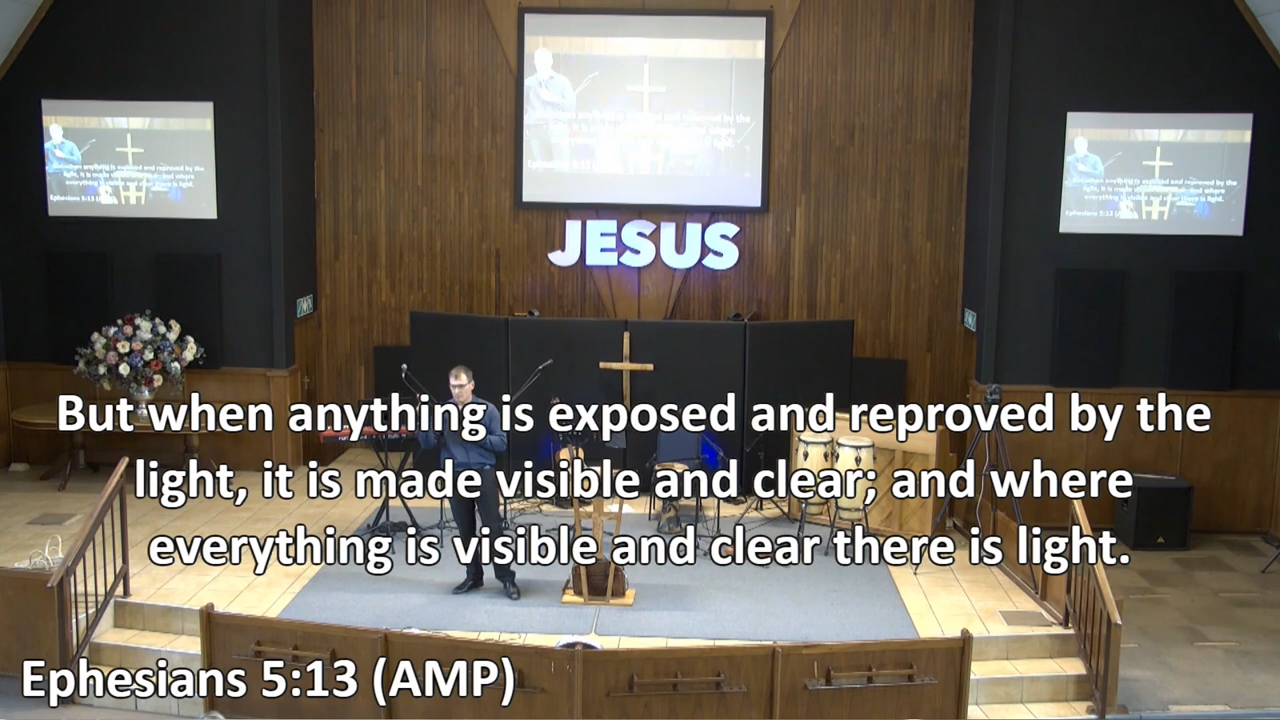 JESUS
But when anything is exposed and reproved by the
light, it is made visible and clear; and where
everything is visible and clear there is light.
Ephesians 5:13 (AMP)